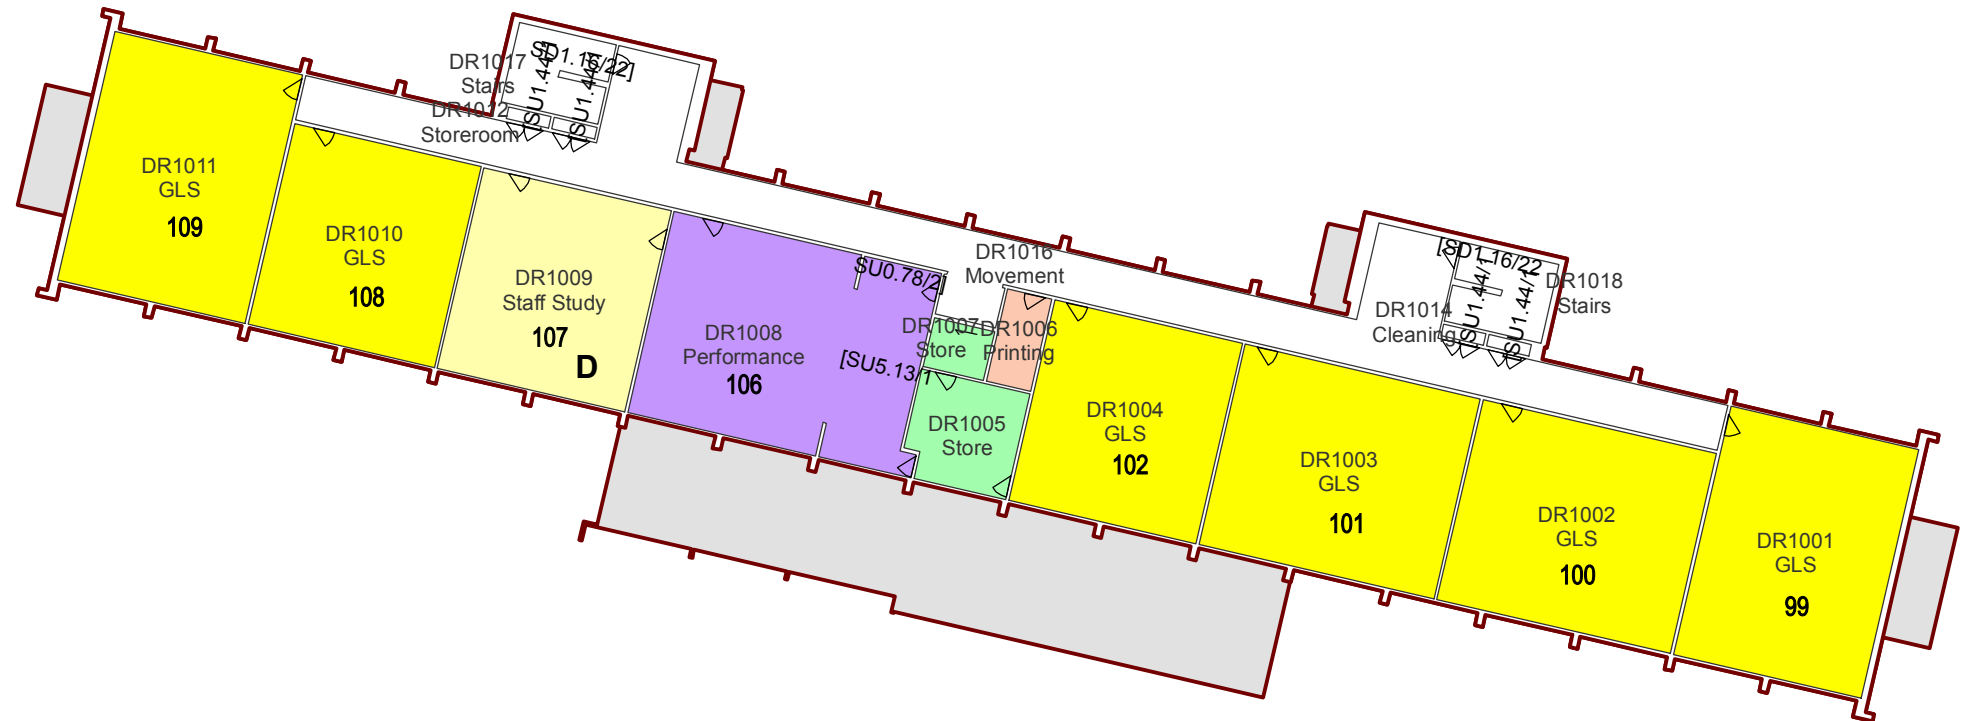 DR1017
Stairs
SD1.16/22]
[SU1.44/1
[SU1.44/1]
DR1022
Storeroom
DR1011
GLS
109
DR1010
GLS
108
DR1009
Staff Study
107
D
DR1008
Performance
106
SU0.78/2]
[SU5.13/1
DR1016
Movement
DR1007
Store
DR1006
Printing
DR1005
Store
DR1004
GLS
102
DR1003
GLS
101
DR1014
Cleaning
[SD1.16/22
[SU1.44/1
[SU1.44/1
DR1018
Stairs
DR1002
GLS
100
DR1001
GLS
99